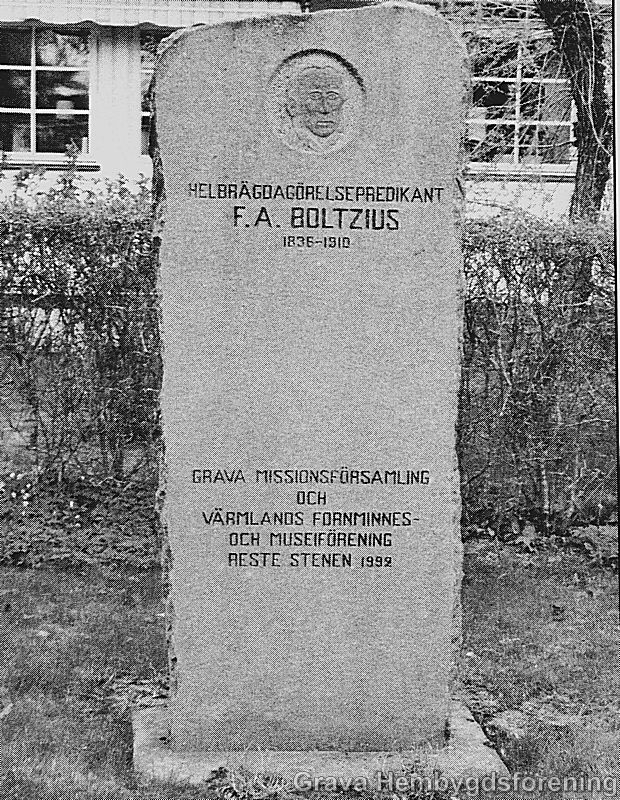 HELBRÄGDAGÖRELSEPREDIKANT
F.A. BOLTZIUS
1836-1910
GRAVA MISSIONSFÖRSAMLING
OCH
VÄRMLANDS FORNMINNES-
OCH MUSEIFÖRENING
RESTE STENEN 1992
Grava Hembygdsförening